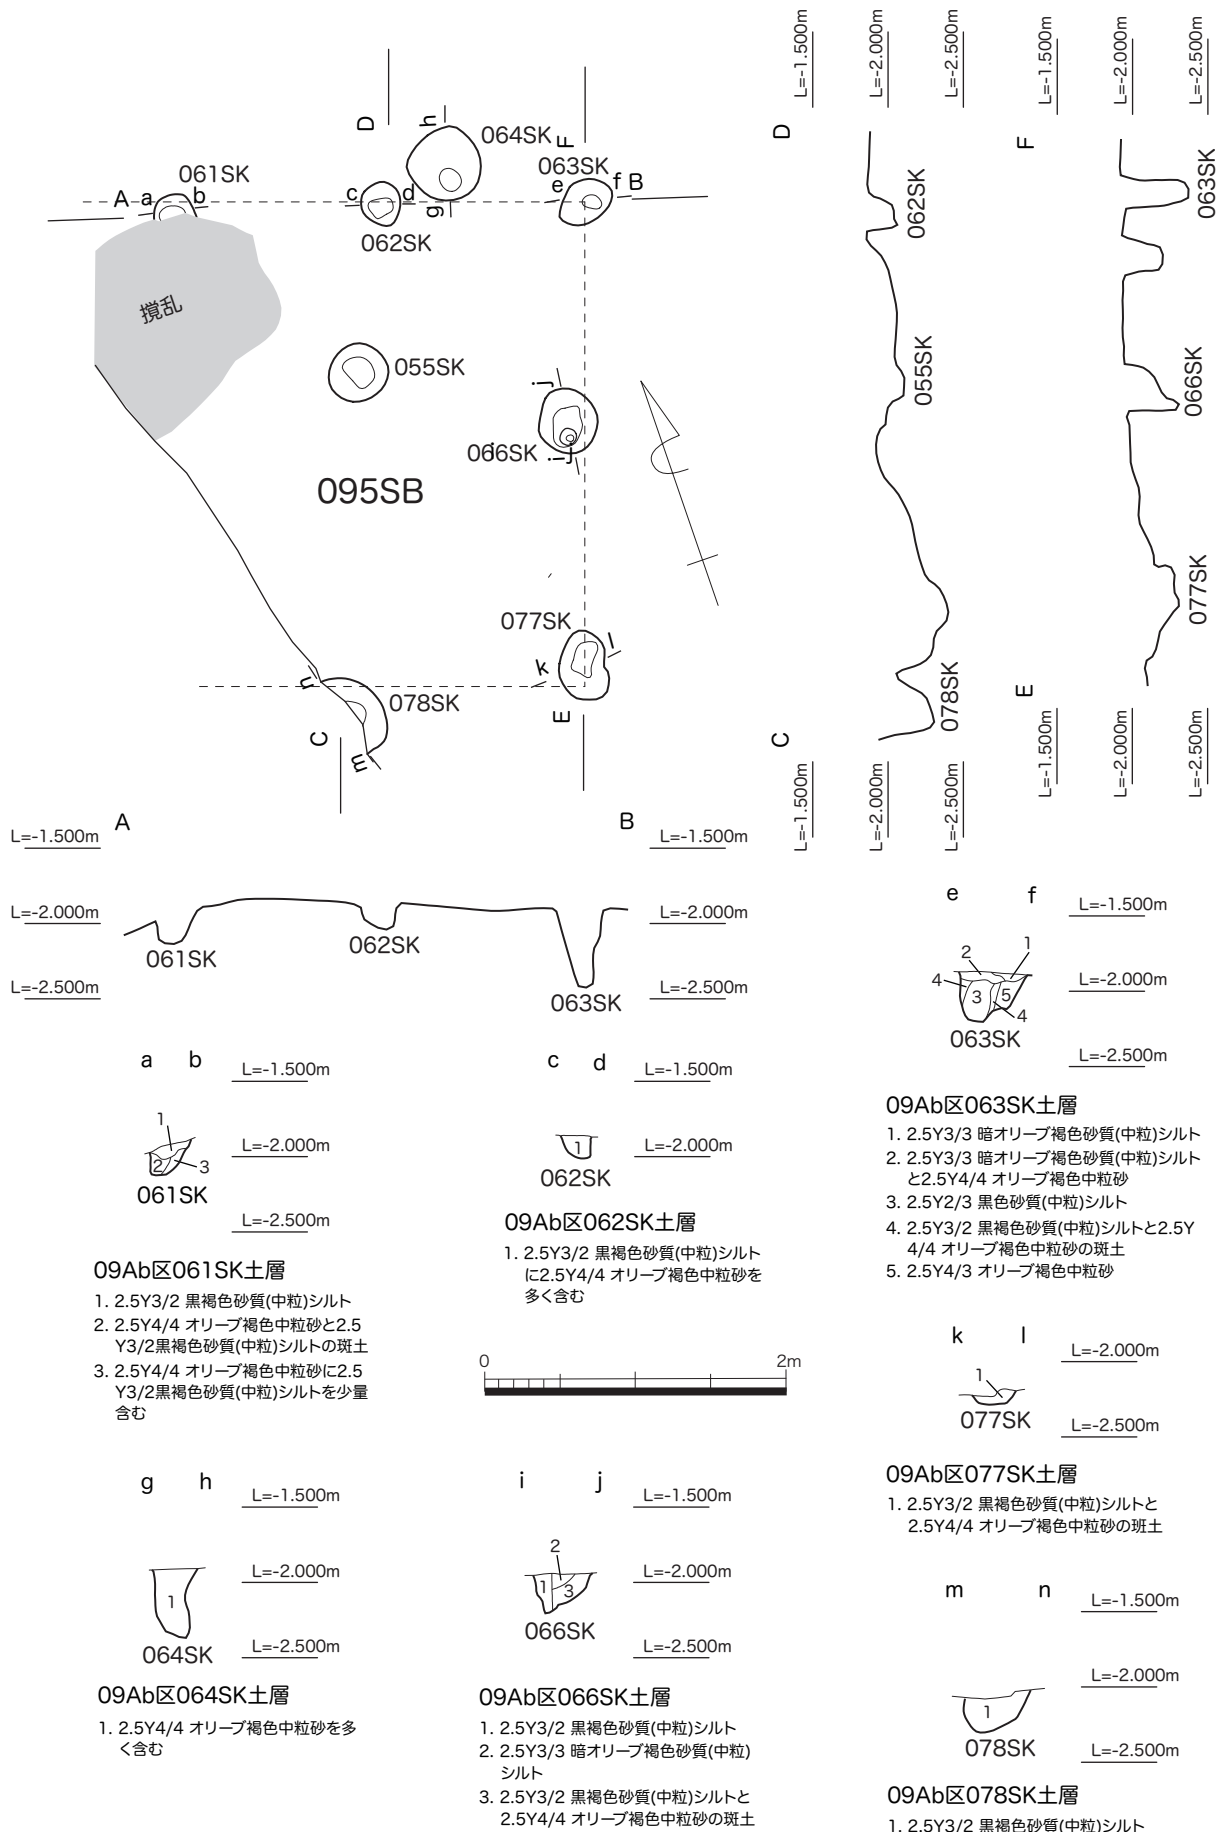 D
h
064SK
F
063SK
061SK
A
a
b
c
d
g
e
f
B
062SK
撹乱
055SK
j
066SK
i
j
i
095SB
077SK
l
k
n
078SK
C
m
E
L=-1.500m
L=-2.000m
L=-2.500m
D
062SK
055SK
078SK
C
L=-1.500m
L=-2.000m
L=-2.500m
L=-1.500m
L=-2.000m
L=-2.500m
F
063SK
066SK
077SK
E
L=-1.500m
L=-2.000m
L=-2.500m
A
B
L=-1.500m
L=-1.500m
L=-2.000m
L=-2.000m
L=-2.500m
L=-2.500m
061SK
062SK
063SK
a
b
L=-1.500m
L=-2.000m
L=-2.500m
1
2
3
061SK
09Ab区061SK土層
1. 2.5Y3/2 黒褐色砂質(中粒)シルト
2. 2.5Y4/4 オリーブ褐色中粒砂と2.5
Y3/2黒褐色砂質(中粒)シルトの斑土
3. 2.5Y4/4 オリーブ褐色中粒砂に2.5
Y3/2黒褐色砂質(中粒)シルトを少量
含む
c
d
L=-1.500m
L=-2.000m
1
062SK
09Ab区062SK土層
1. 2.5Y3/2 黒褐色砂質(中粒)シルト
に2.5Y4/4 オリーブ褐色中粒砂を
多く含む
e
f
L=-1.500m
L=-2.000m
L=-2.500m
2
1
4
3
5
4
063SK
09Ab区063SK土層
1. 2.5Y3/3 暗オリーブ褐色砂質(中粒)シルト
2. 2.5Y3/3 暗オリーブ褐色砂質(中粒)シルト
と2.5Y4/4 オリーブ褐色中粒砂
3. 2.5Y2/3 黒色砂質(中粒)シルト
4. 2.5Y3/2 黒褐色砂質(中粒)シルトと2.5Y
4/4 オリーブ褐色中粒砂の斑土
5. 2.5Y4/3 オリーブ褐色中粒砂
0
2m
k
l
L=-2.000m
L=-2.500m
1
077SK
09Ab区077SK土層
1. 2.5Y3/2 黒褐色砂質(中粒)シルトと
2.5Y4/4 オリーブ褐色中粒砂の班土
g
h
L=-1.500m
L=-2.000m
L=-2.500m
1
064SK
09Ab区064SK土層
1. 2.5Y4/4 オリーブ褐色中粒砂を多
く含む
i
j
L=-1.500m
L=-2.000m
L=-2.500m
2
1
3
066SK
09Ab区066SK土層
1. 2.5Y3/2 黒褐色砂質(中粒)シルト
2. 2.5Y3/3 暗オリーブ褐色砂質(中粒)
シルト
3. 2.5Y3/2 黒褐色砂質(中粒)シルトと
2.5Y4/4 オリーブ褐色中粒砂の斑土
m
n
L=-1.500m
L=-2.000m
L=-2.500m
1
078SK
09Ab区078SK土層
1. 2.5Y3/2 黒褐色砂質(中粒)シルト